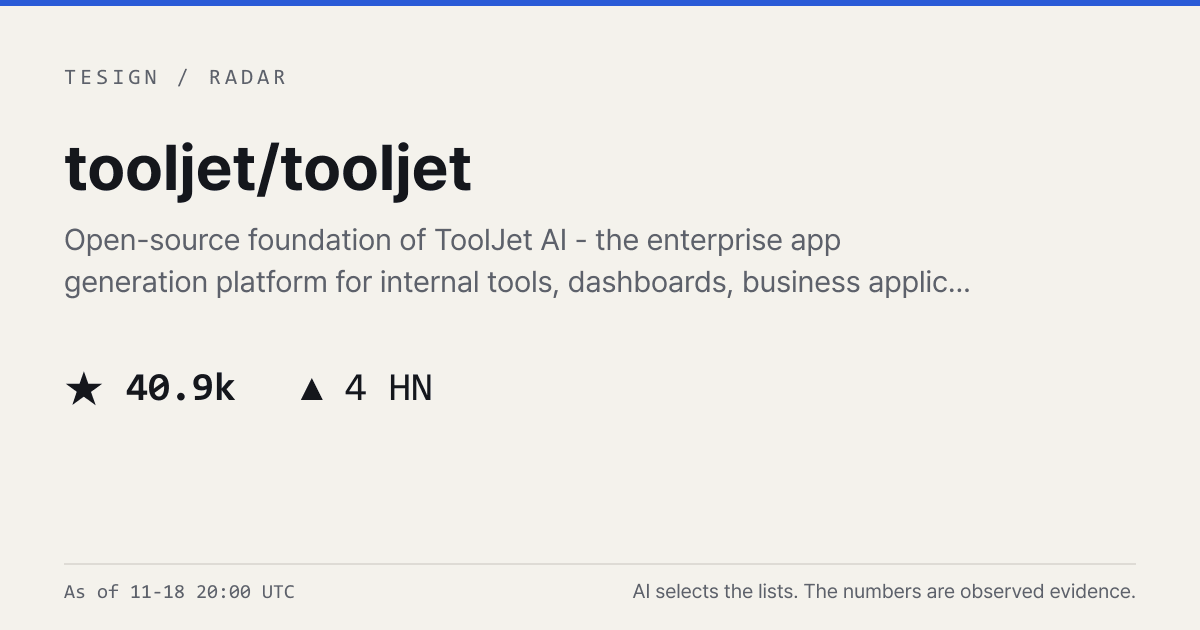 TESIGN / RADAR
tooljet/tooljet
Open-source foundation of ToolJet AI - the enterprise app
generation platform for internal tools, dashboards, business applic...
★ 40.9k ▲ 4 HN
As of 11-18 20:00 UTC
AI selects the lists. The numbers are observed evidence.